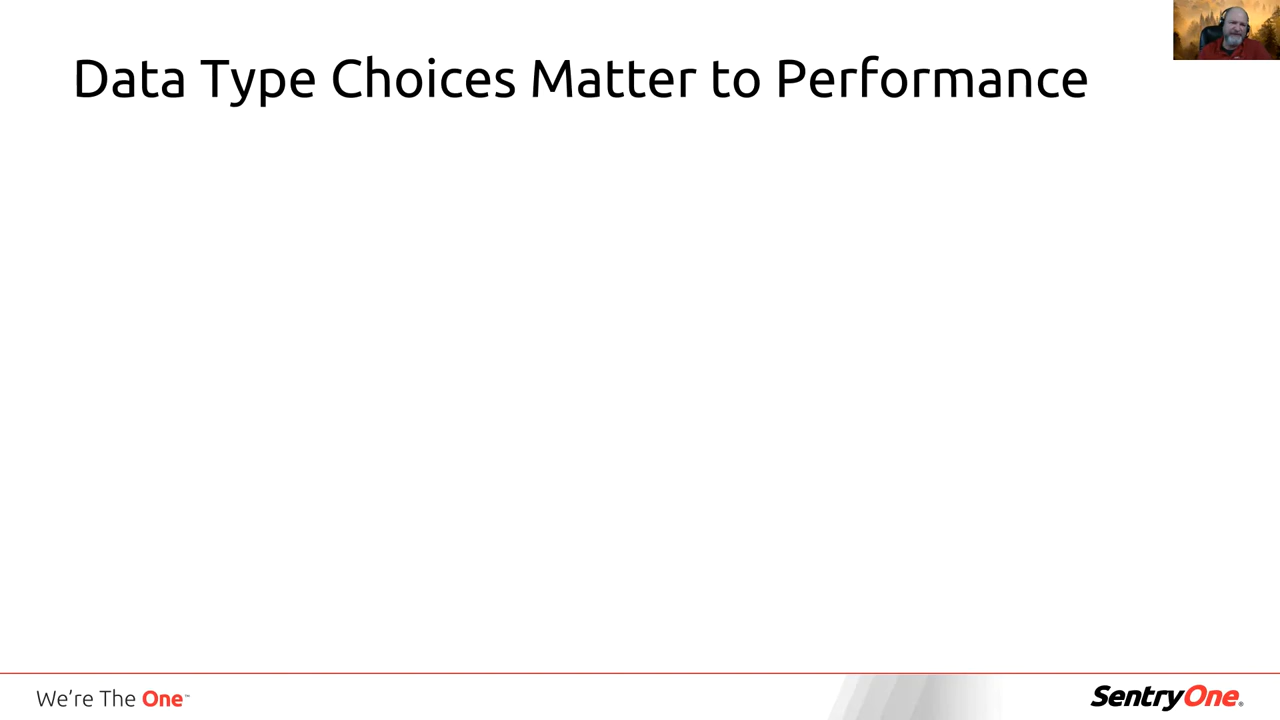 Data Type Choices Matter to Performance
We're The One™
SentryOne®